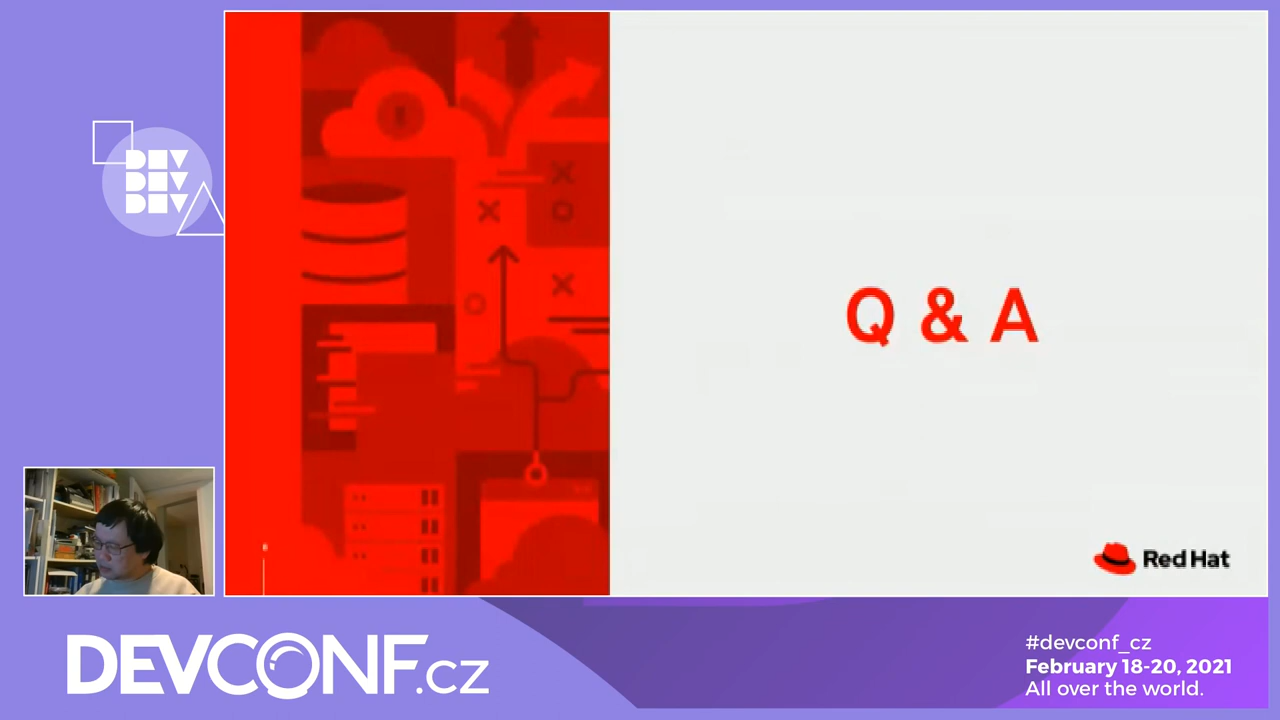 DEV
DEV
DEV
Q & A
Red Hat
DEVCONF.cz
#devconf_cz
February 18-20, 2021
All over the world.